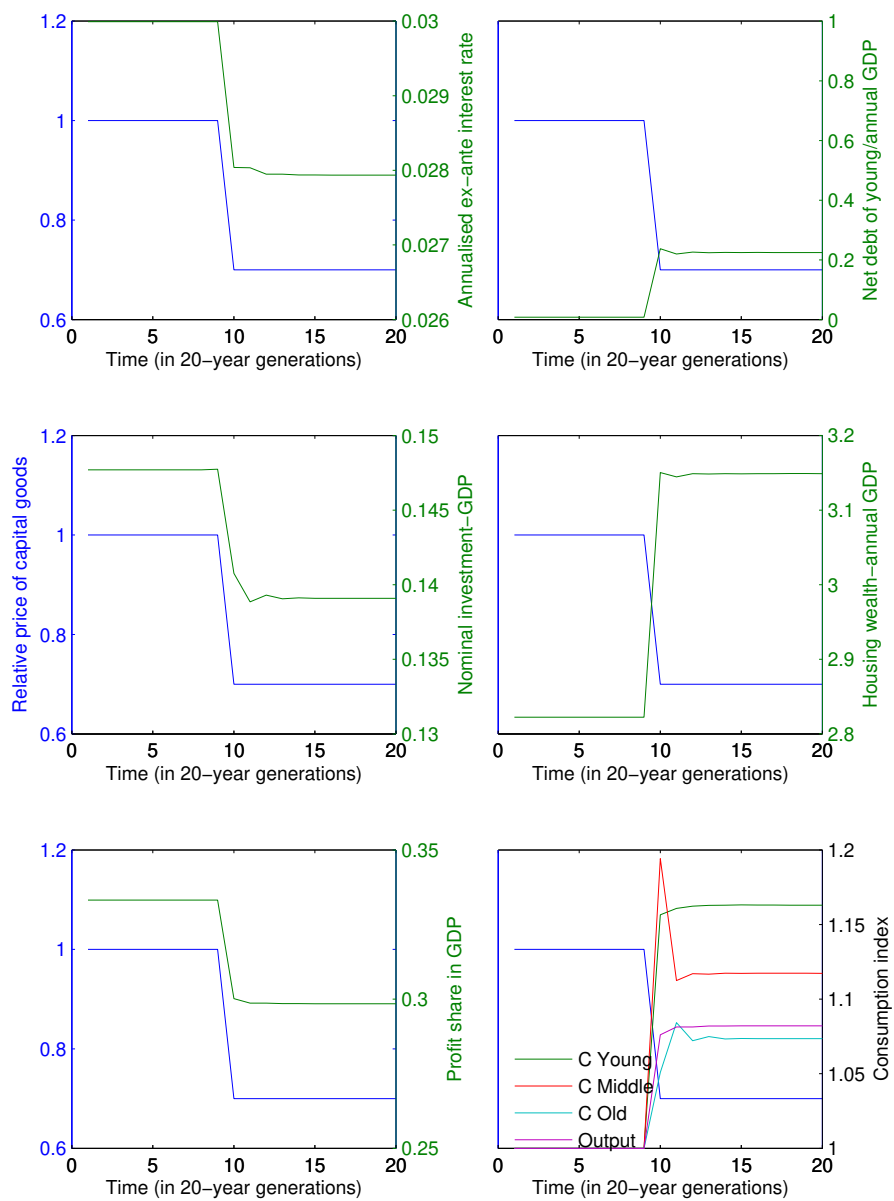 1.2
1
0.8
0.6
0.03
0.029
0.028
0.027
0.026
Annualised ex−ante interest rate
0 5 10 15 20
Time (in 20−year generations)
1
0.8
0.6
0.4
0.2
0
Net debt of young/annual GDP
0 5 10 15 20
Time (in 20−year generations)
Relative price of capital goods
1.2
1
0.8
0.6
0.15
0.145
0.14
0.135
0.13
Nominal investment−GDP
0 5 10 15 20
Time (in 20−year generations)
3.2
3.1
3
2.9
2.8
Housing wealth−annual GDP
0 5 10 15 20
Time (in 20−year generations)
1.2
1
0.8
0.6
0.35
0.3
0.25
Profit share in GDP
0 5 10 15 20
Time (in 20−year generations)
C Young
C Middle
C Old
Output
1.2
1.15
1.1
1.05
1
Consumption index
0 5 10 15 20
Time (in 20−year generations)